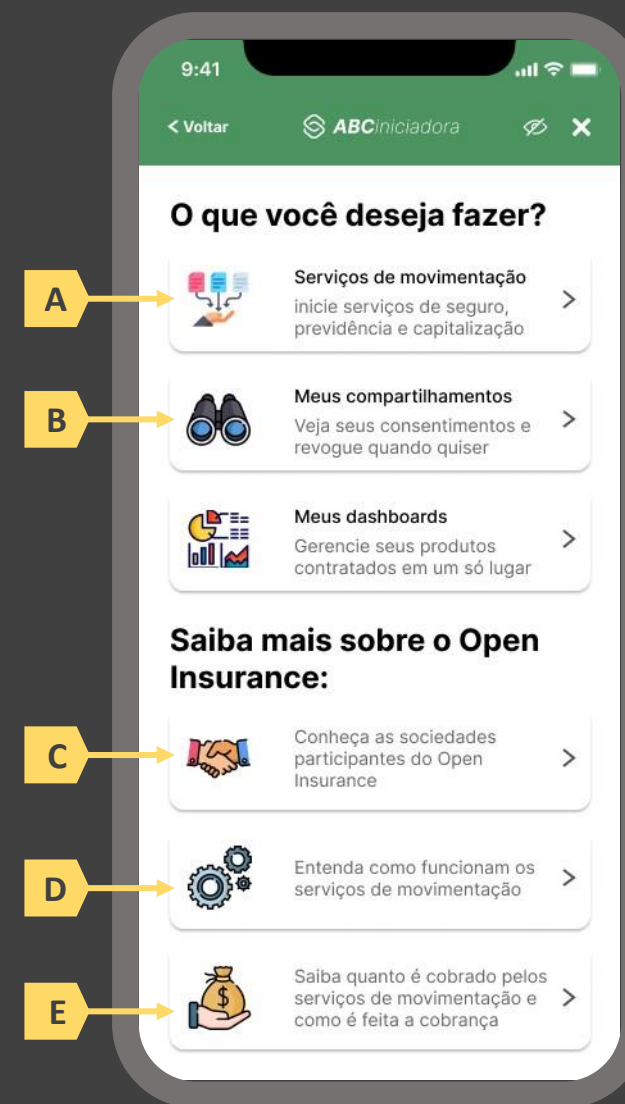 9:41
< Voltar
ABCiniciadora
O que você deseja fazer?
A
Serviços de movimentação
inicie serviços de seguro,
previdência e capitalização
B
Meus compartilhamentos
Veja seus consentimentos e
revogue quando quiser
Meus dashboards
Gerencie seus produtos
contratados em um só lugar
Saiba mais sobre o Open
Insurance:
C
Conheça as sociedades
participantes do Open
Insurance
D
Entenda como funcionam os
serviços de movimentação
E
$
Saiba quanto é cobrado pelos
serviços de movimentação e
como é feita a cobrança